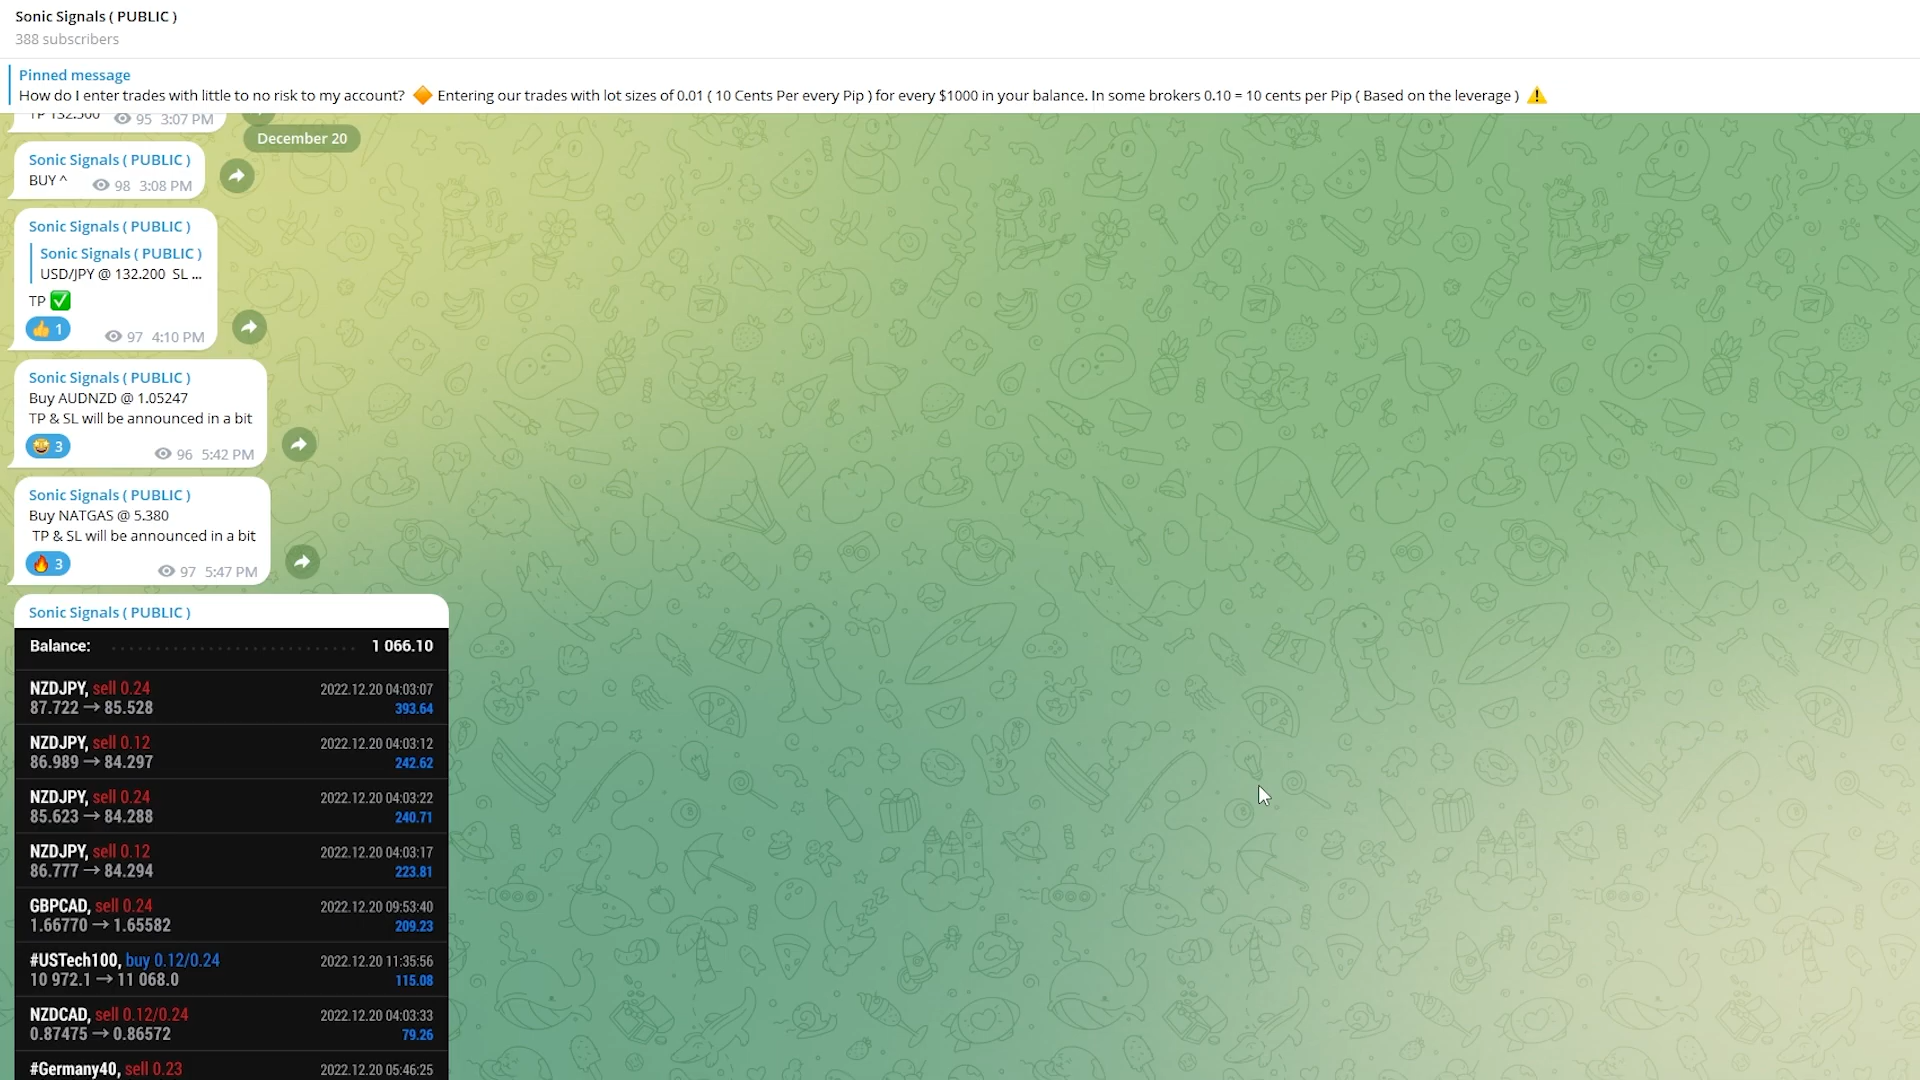 Sonic Signals ( PUBLIC )
388 subscribers
Pinned message
How do I enter trades with little to no risk to my account? 🔶 Entering our trades with lot sizes of 0.01 ( 10 Cents Per every Pip ) for every $1000 in your balance. In some brokers 0.10 = 10 cents per Pip ( Based on the leverage ) ⚠️
TP 132.500 95 3:07 PM
December 20
Sonic Signals ( PUBLIC )
BUY ^ 98 3:08 PM
Sonic Signals ( PUBLIC )
Sonic Signals ( PUBLIC )
USD/JPY @ 132.200 SL ...
TP ✅
👍 1 97 4:10 PM
Sonic Signals ( PUBLIC )
Buy AUDNZD @ 1.05247
TP & SL will be announced in a bit
🤩 3 96 5:42 PM
Sonic Signals ( PUBLIC )
Buy NATGAS @ 5.380
TP & SL will be announced in a bit
🔥 3 97 5:47 PM
Sonic Signals ( PUBLIC )
Balance: 1 066.10
NZDJPY, sell 0.24 2022.12.20 04:03:07
87.722 → 85.528 393.64
NZDJPY, sell 0.12 2022.12.20 04:03:12
86.989 → 84.297 242.62
NZDJPY, sell 0.24 2022.12.20 04:03:22
85.623 → 84.288 240.71
NZDJPY, sell 0.12 2022.12.20 04:03:17
86.777 → 84.294 223.81
GBPCAD, sell 0.24 2022.12.20 09:53:40
1.66770 → 1.65582 209.23
#USTech100, buy 0.12/0.24 2022.12.20 11:35:56
10 972.1 → 11 068.0 115.08
NZDCAD, sell 0.12/0.24 2022.12.20 04:03:33
0.87475 → 0.86572 79.26
#Germany40, sell 0.23 2022.12.20 05:46:25